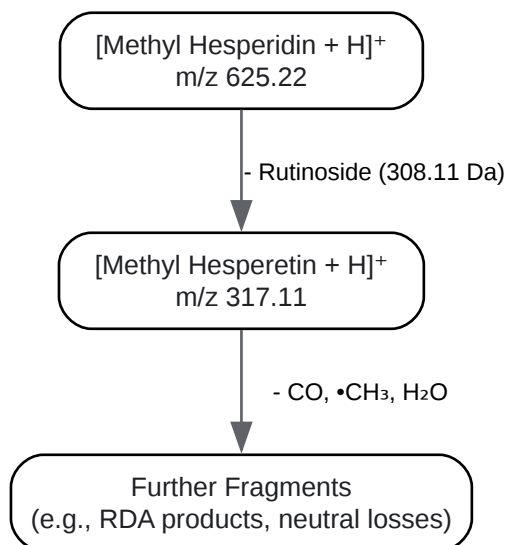 [Methyl Hesperidin + H]⁺
m/z 625.22
- Rutinoside (308.11 Da)
[Methyl Hesperetin + H]⁺
m/z 317.11
- CO, •CH₃, H₂O
Further Fragments
(e.g., RDA products, neutral losses)